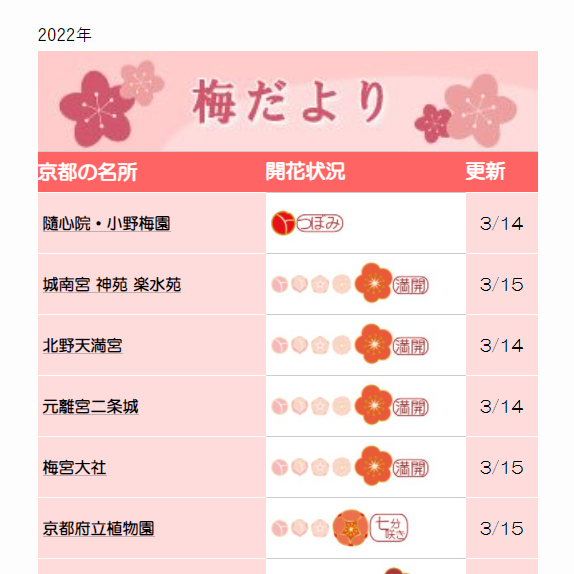 2022年
梅だより
京都の名所 開花状況 更新
隨心院・小野梅園 つぼみ 3/14
城南宮 神苑 楽水苑 満開 3/15
北野天満宮 満開 3/14
元離宮二条城 満開 3/14
梅宮大社 満開 3/15
京都府立植物園 七分咲き 3/15